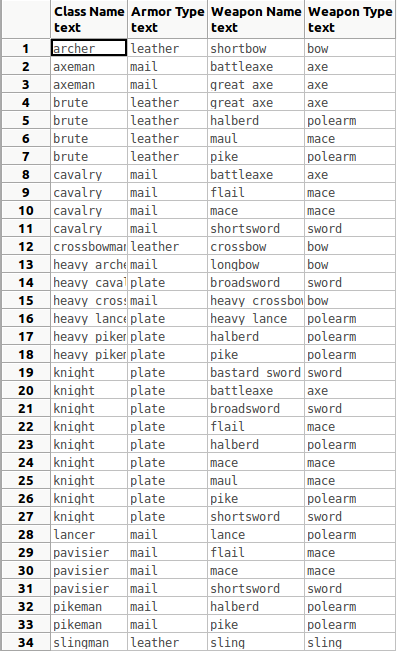 Class Name Armor Type Weapon Name Weapon Type
text text text text
1 archer leather shortbow bow
2 axeman mail battleaxe axe
3 axeman mail great axe axe
4 brute leather great axe axe
5 brute leather halberd polearm
6 brute leather maul mace
7 brute leather pike polearm
8 cavalry mail battleaxe axe
9 cavalry mail flail mace
10 cavalry mail mace mace
11 cavalry mail shortsword sword
12 crossbowman leather crossbow bow
13 heavy arche mail longbow bow
14 heavy caval plate broadsword sword
15 heavy cross mail heavy crossbow bow
16 heavy lance plate heavy lance polearm
17 heavy pikem plate halberd polearm
18 heavy pikem plate pike polearm
19 knight plate bastard sword sword
20 knight plate battleaxe axe
21 knight plate broadsword sword
22 knight plate flail mace
23 knight plate halberd polearm
24 knight plate mace mace
25 knight plate maul mace
26 knight plate pike polearm
27 knight plate shortsword sword
28 lancer mail lance polearm
29 pavisier mail flail mace
30 pavisier mail mace mace
31 pavisier mail shortsword sword
32 pikeman mail halberd polearm
33 pikeman mail pike polearm
34 slingman leather sling sling